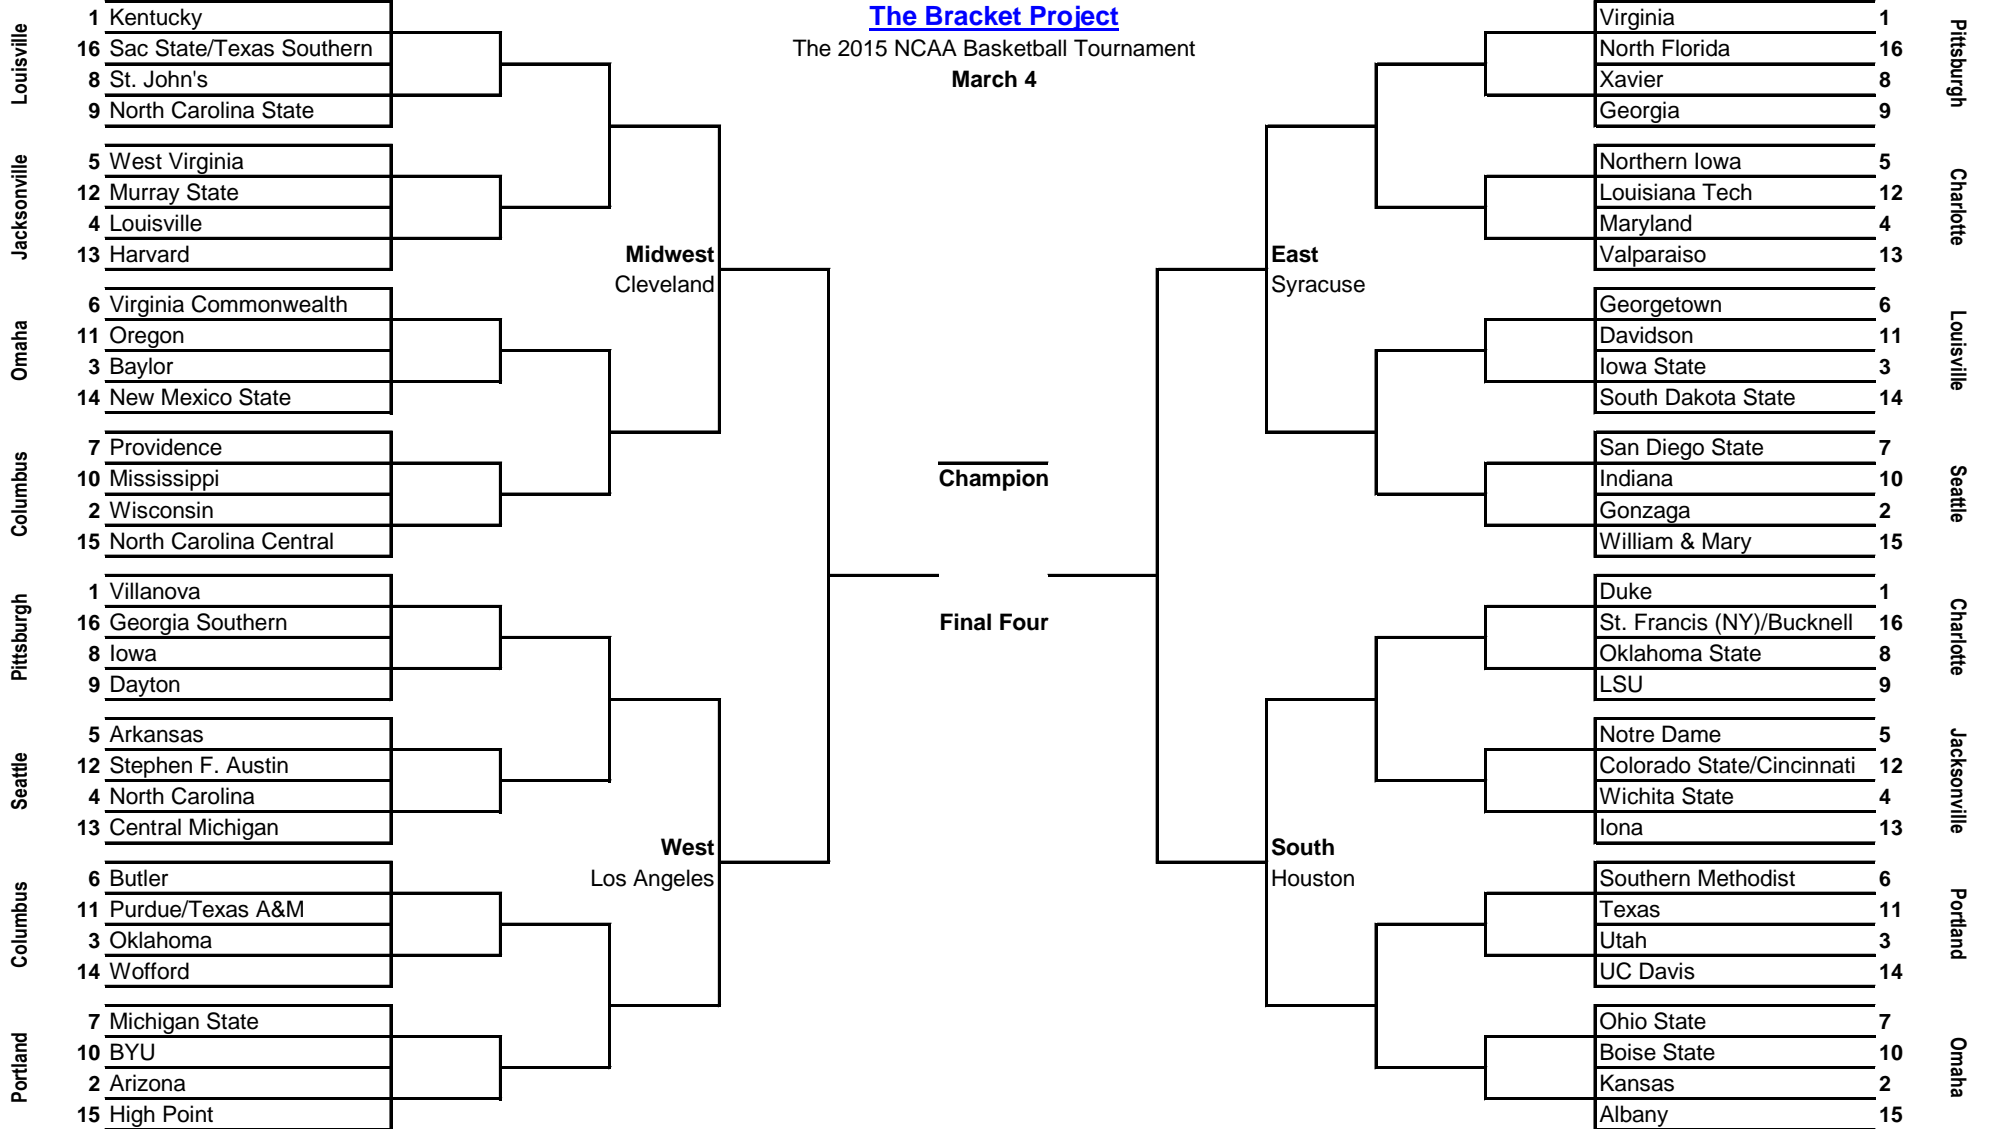 The Bracket Project
The 2015 NCAA Basketball Tournament
March 4
Louisville
1 Kentucky
16 Sac State/Texas Southern
8 St. John's
9 North Carolina State
Jacksonville
5 West Virginia
12 Murray State
4 Louisville
13 Harvard
Midwest
Cleveland
Omaha
6 Virginia Commonwealth
11 Oregon
3 Baylor
14 New Mexico State
Columbus
7 Providence
10 Mississippi
2 Wisconsin
15 North Carolina Central
Pittsburgh
1 Villanova
16 Georgia Southern
8 Iowa
9 Dayton
Seattle
5 Arkansas
12 Stephen F. Austin
4 North Carolina
13 Central Michigan
West
Los Angeles
Columbus
6 Butler
11 Purdue/Texas A&M
3 Oklahoma
14 Wofford
Portland
7 Michigan State
10 BYU
2 Arizona
15 High Point
Champion
Final Four
Virginia 1
North Florida 16
Xavier 8
Georgia 9
Pittsburgh
Northern Iowa 5
Louisiana Tech 12
Maryland 4
Valparaiso 13
Charlotte
East
Syracuse
Georgetown 6
Davidson 11
Iowa State 3
South Dakota State 14
Louisville
San Diego State 7
Indiana 10
Gonzaga 2
William & Mary 15
Seattle
Duke 1
St. Francis (NY)/Bucknell 16
Oklahoma State 8
LSU 9
Charlotte
Notre Dame 5
Colorado State/Cincinnati 12
Wichita State 4
Iona 13
Jacksonville
South
Houston
Southern Methodist 6
Texas 11
Utah 3
UC Davis 14
Portland
Ohio State 7
Boise State 10
Kansas 2
Albany 15
Omaha